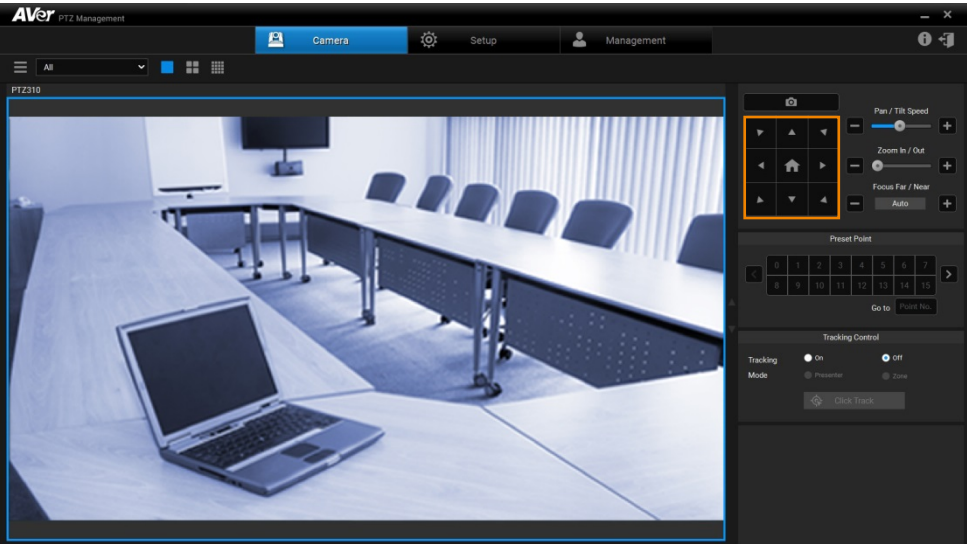 AVer PTZ Management
Camera
Setup
Management
All
PTZ310
Pan / Tilt Speed
Zoom In / Out
Focus Far / Near
Auto
Preset Point
0 1 2 3 4 5 6 7
8 9 10 11 12 13 14 15
Go to Point No.
Tracking Control
Tracking On Off
Mode Presenter Zone
Click Track